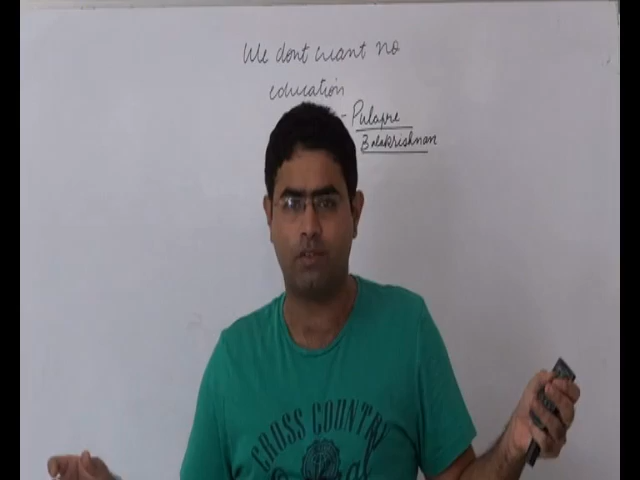 We dont want no
education
- Pulapre
Balakrishnan
CROSS COUNTRY